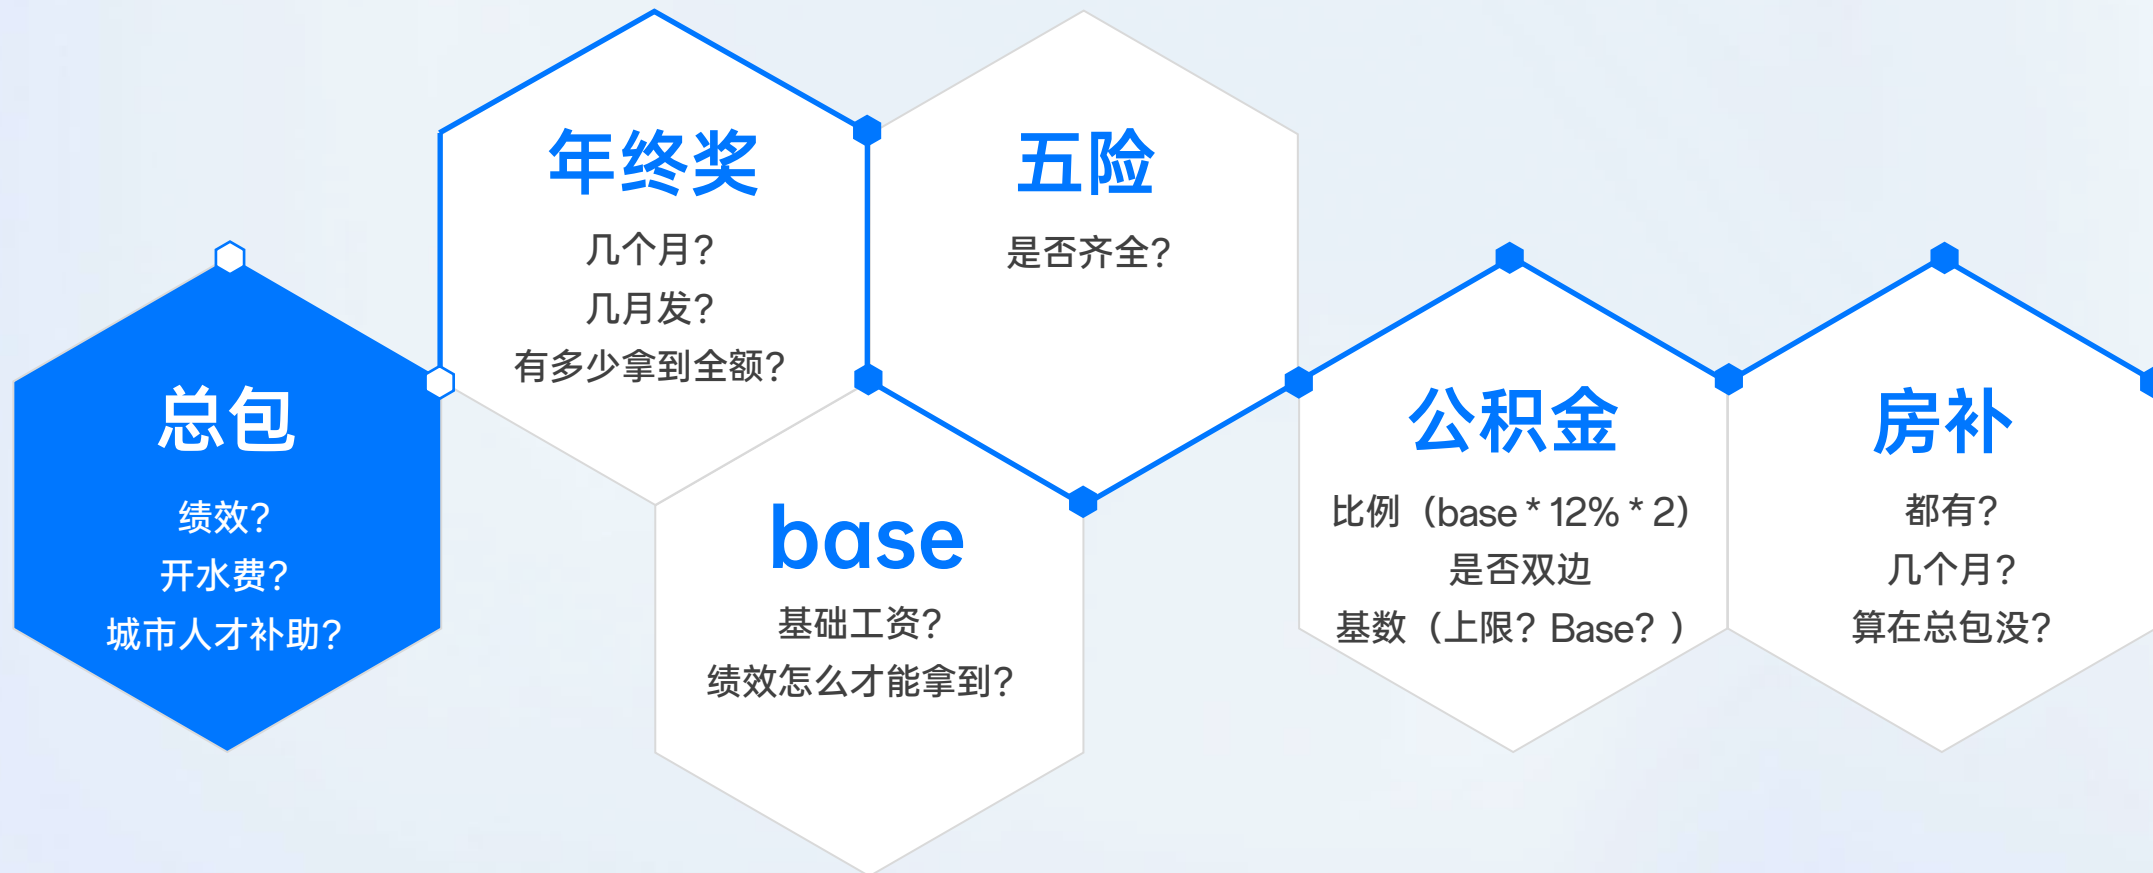 总包
绩效？
开水费？
城市人才补助？
年终奖
几个月？
几月发？
有多少拿到全额？
base
基础工资？
绩效怎么才能拿到？
五险
是否齐全？
公积金
比例（base * 12% * 2）
是否双边
基数（上限？Base？）
房补
都有？
几个月？
算在总包没？